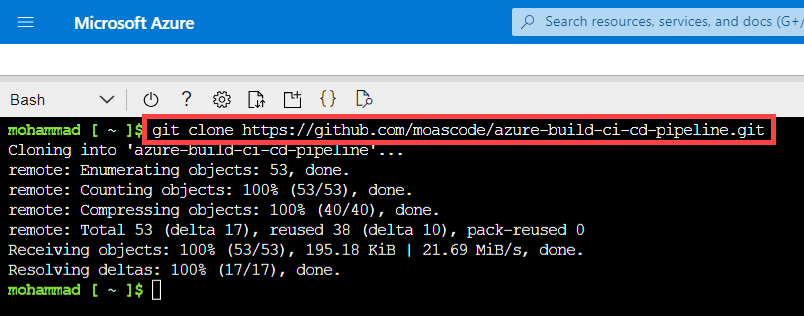 Microsoft Azure
Search resources, services, and docs (G+/
Bash
?
{}
mohammad [ ~ ]$ git clone https://github.com/moascode/azure-build-ci-cd-pipeline.git
Cloning into 'azure-build-ci-cd-pipeline'...
remote: Enumerating objects: 53, done.
remote: Counting objects: 100% (53/53), done.
remote: Compressing objects: 100% (40/40), done.
remote: Total 53 (delta 17), reused 38 (delta 10), pack-reused 0
Receiving objects: 100% (53/53), 195.18 KiB | 21.69 MiB/s, done.
Resolving deltas: 100% (17/17), done.
mohammad [ ~ ]$